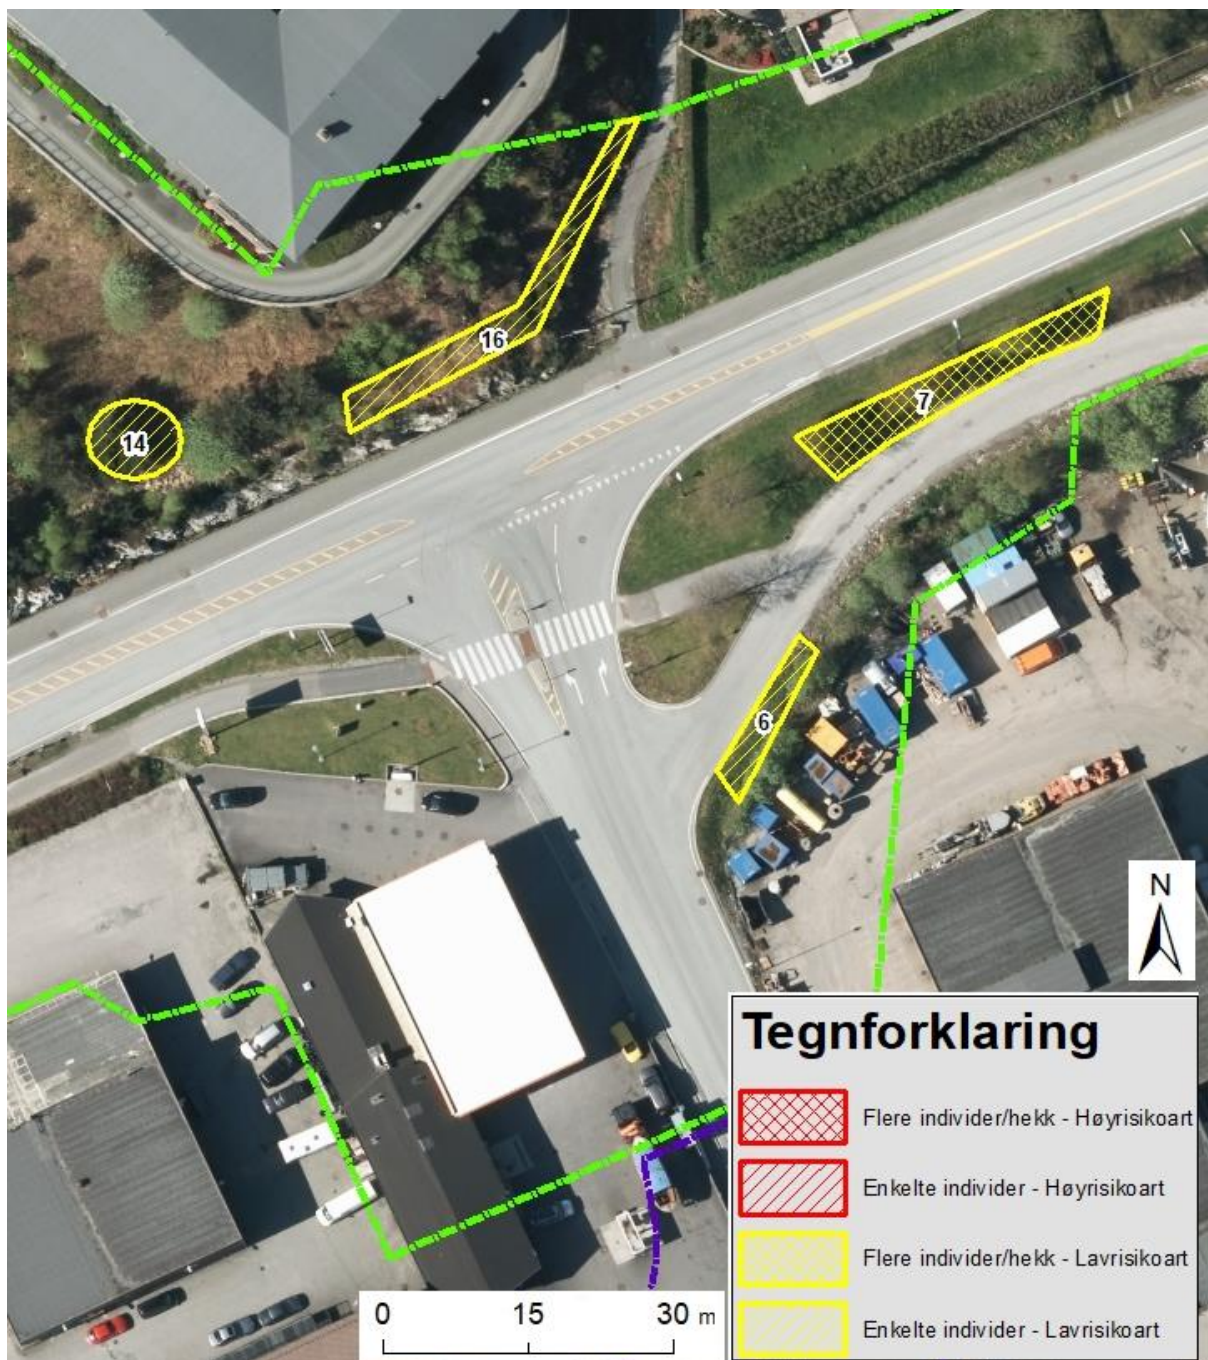 16
14
7
6
N
Tegnforklaring
Flere individer/hekk - Høyrisikoart
Enkelte individer - Høyrisikoart
Flere individer/hekk - Lavrisikoart
Enkelte individer - Lavrisikoart
0 15 30 m